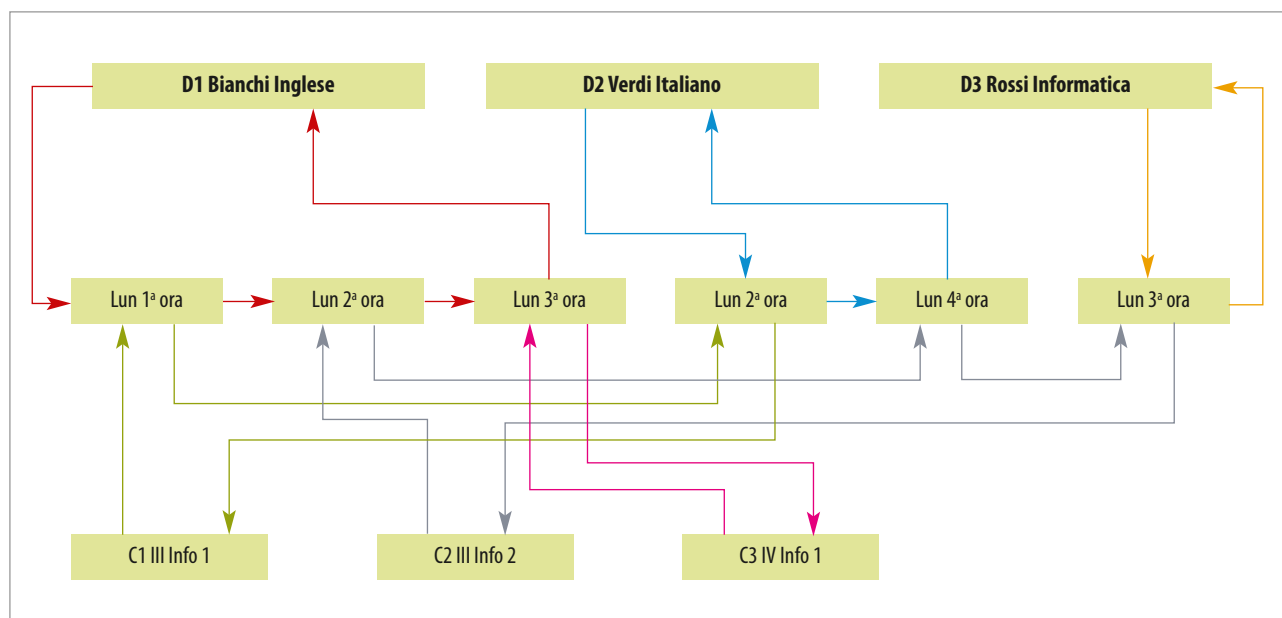 D1 Bianchi Inglese
D2 Verdi Italiano
D3 Rossi Informatica
Lun 1ª ora
Lun 2ª ora
Lun 3ª ora
Lun 2ª ora
Lun 4ª ora
Lun 3ª ora
C1 III Info 1
C2 III Info 2
C3 IV Info 1